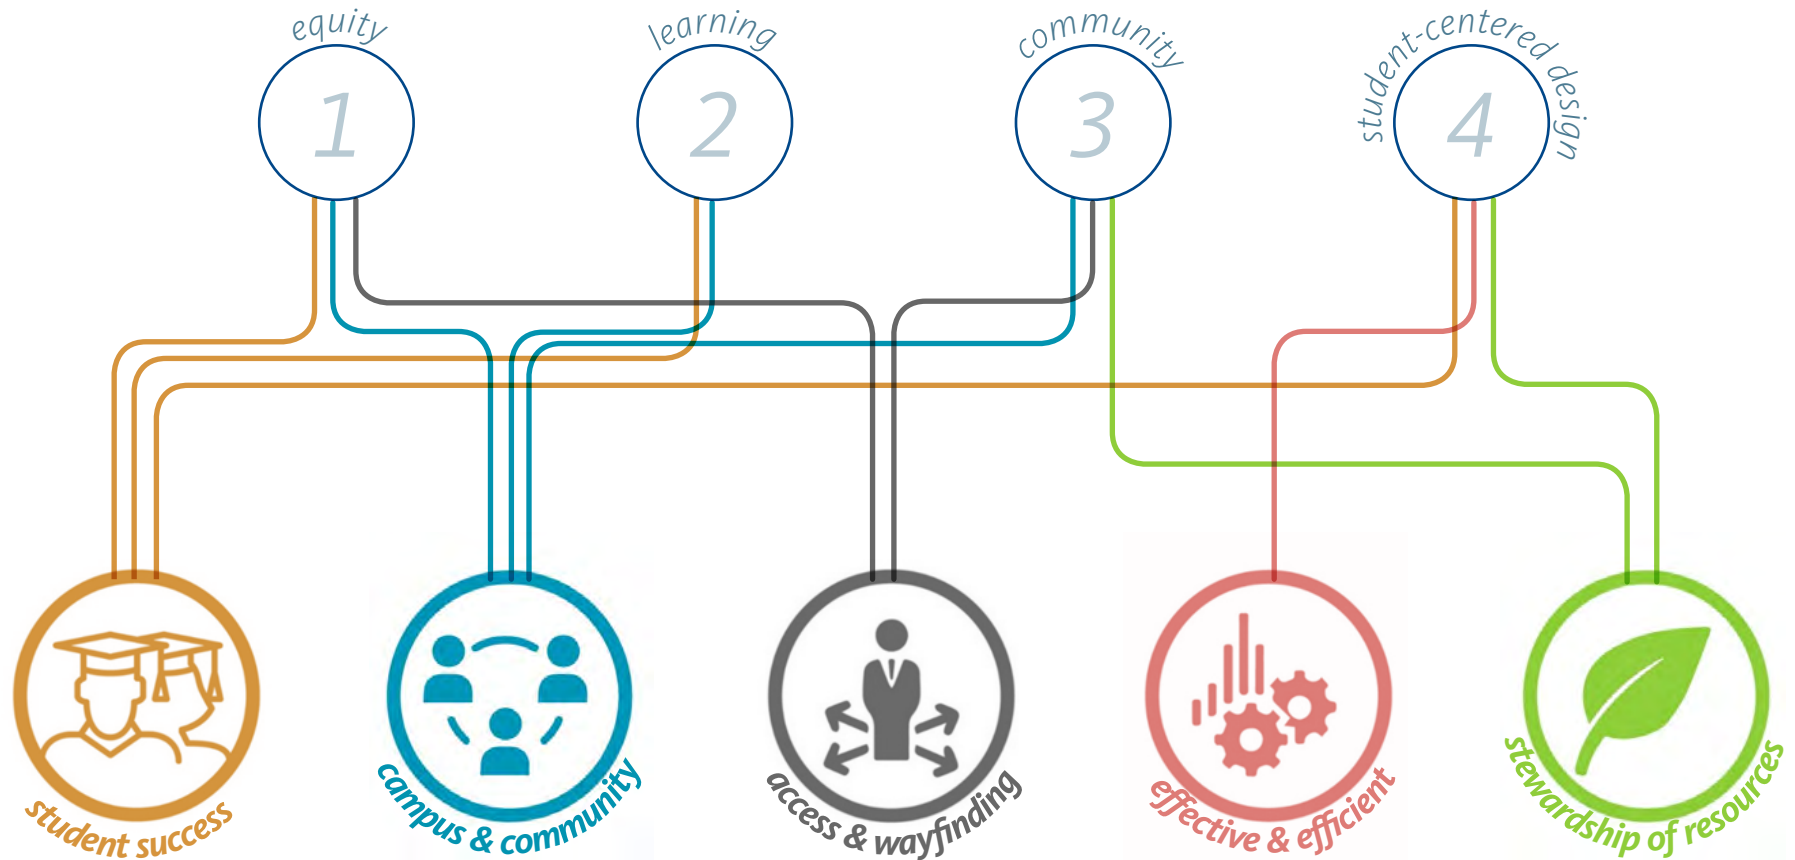 equity
1
learning
2
community
3
student-centered design
4
student success
campus & community
access & wayfinding
effective & efficient
stewardship of resources